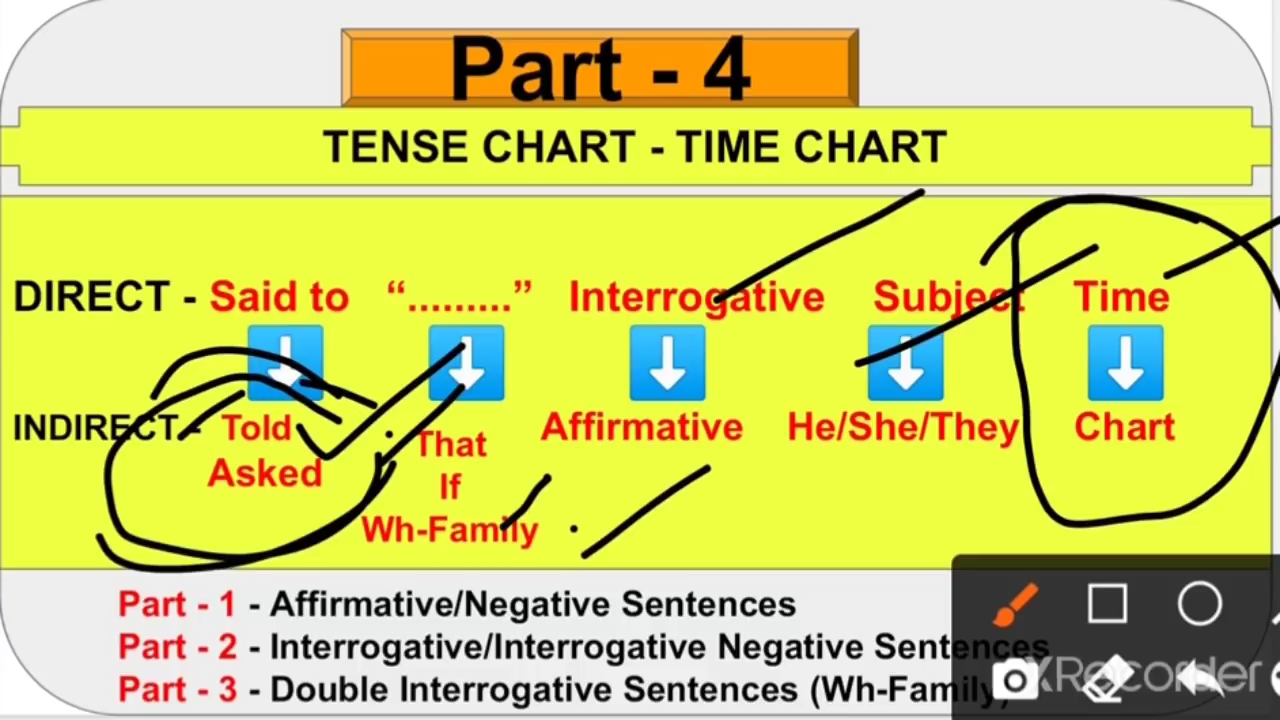 Part - 4
TENSE CHART - TIME CHART
DIRECT - Said to “.........” Interrogative Subject Time
INDIRECT - Told That Affirmative He/She/They Chart
Asked If
Wh-Family
Part - 1 - Affirmative/Negative Sentences
Part - 2 - Interrogative/Interrogative Negative Sentences
Part - 3 - Double Interrogative Sentences (Wh-Family)
XRecorder